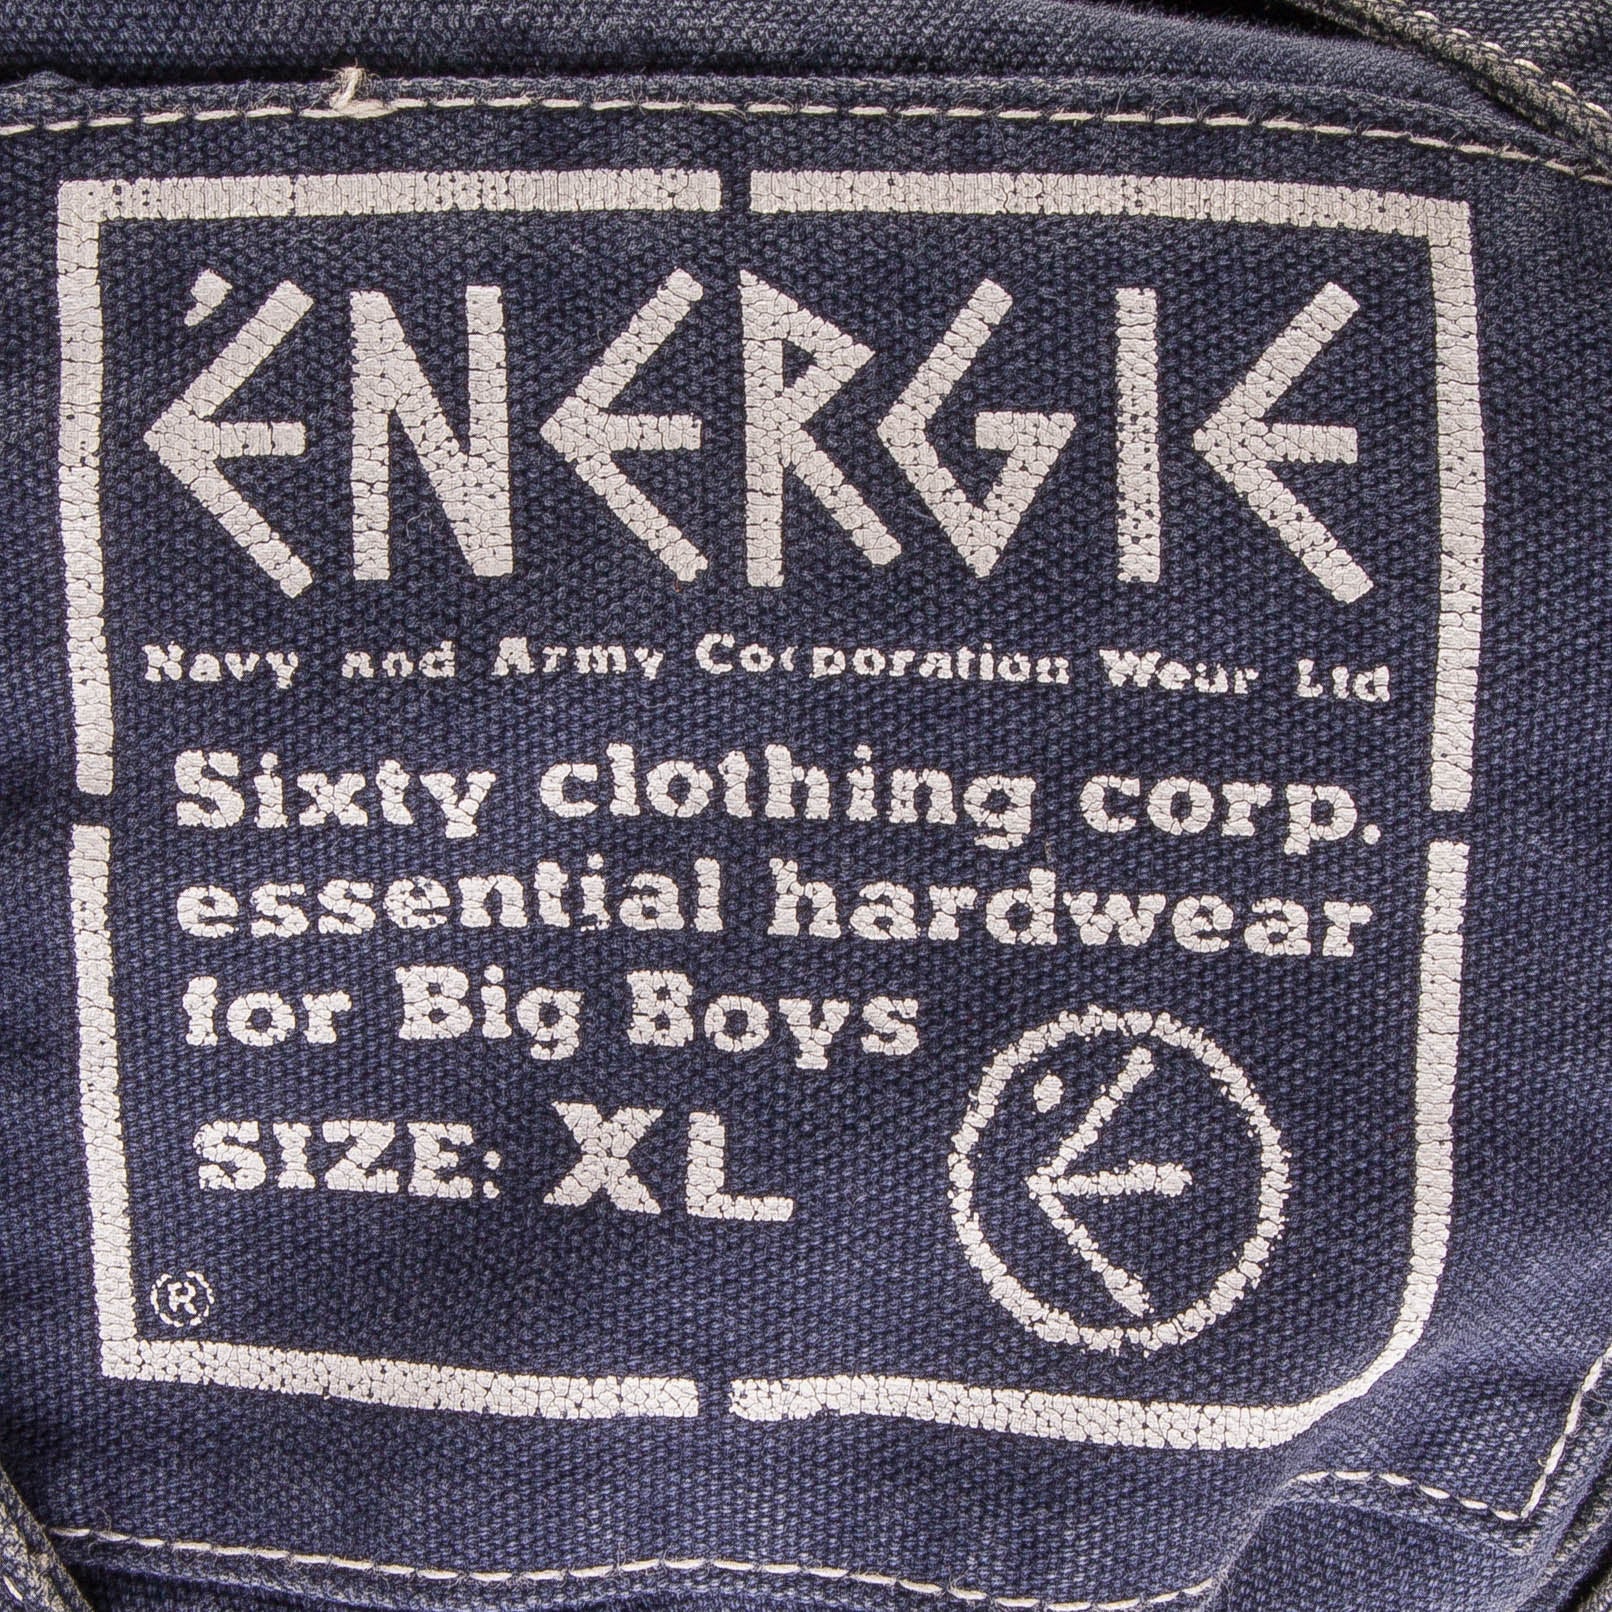 ÉNERGIE
Navy and Army Corporation Wear Ltd
Sixty clothing corp.
essential hardwear
for Big Boys
SIZE: XL
®